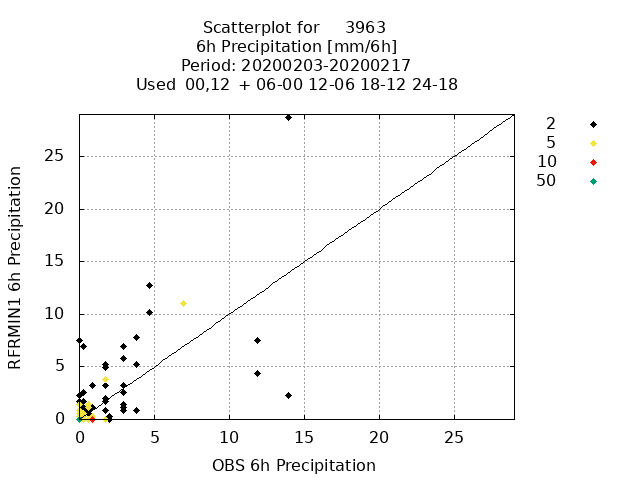 Scatterplot for 3963
6h Precipitation [mm/6h]
Period: 20200203-20200217
Used 00,12 + 06-00 12-06 18-12 24-18
2
5
10
50
25
20
15
10
5
0
RFRMIN1 6h Precipitation
0 5 10 15 20 25
OBS 6h Precipitation